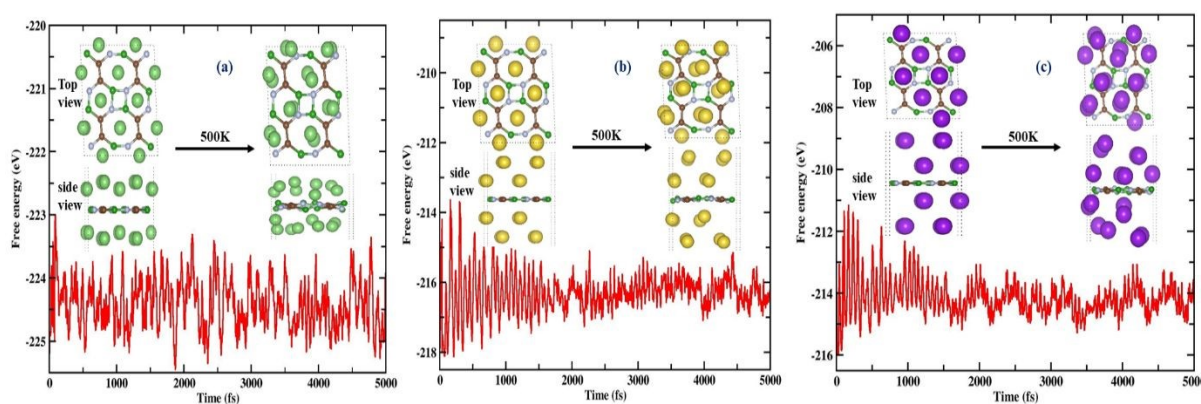 -220
-221
-222
-223
-224
-225
Free energy (eV)
(a)
Top
view
500K
side
view
0 1000 2000 3000 4000 5000
Time (fs)
-210
-212
-214
-216
-218
Free energy (eV)
(b)
Top
view
500K
side
view
0 1000 2000 3000 4000 5000
Time (fs)
-206
-208
-210
-212
-214
-216
Free energy (eV)
(c)
Top
view
500K
side
view
0 1000 2000 3000 4000 5000
Time (fs)